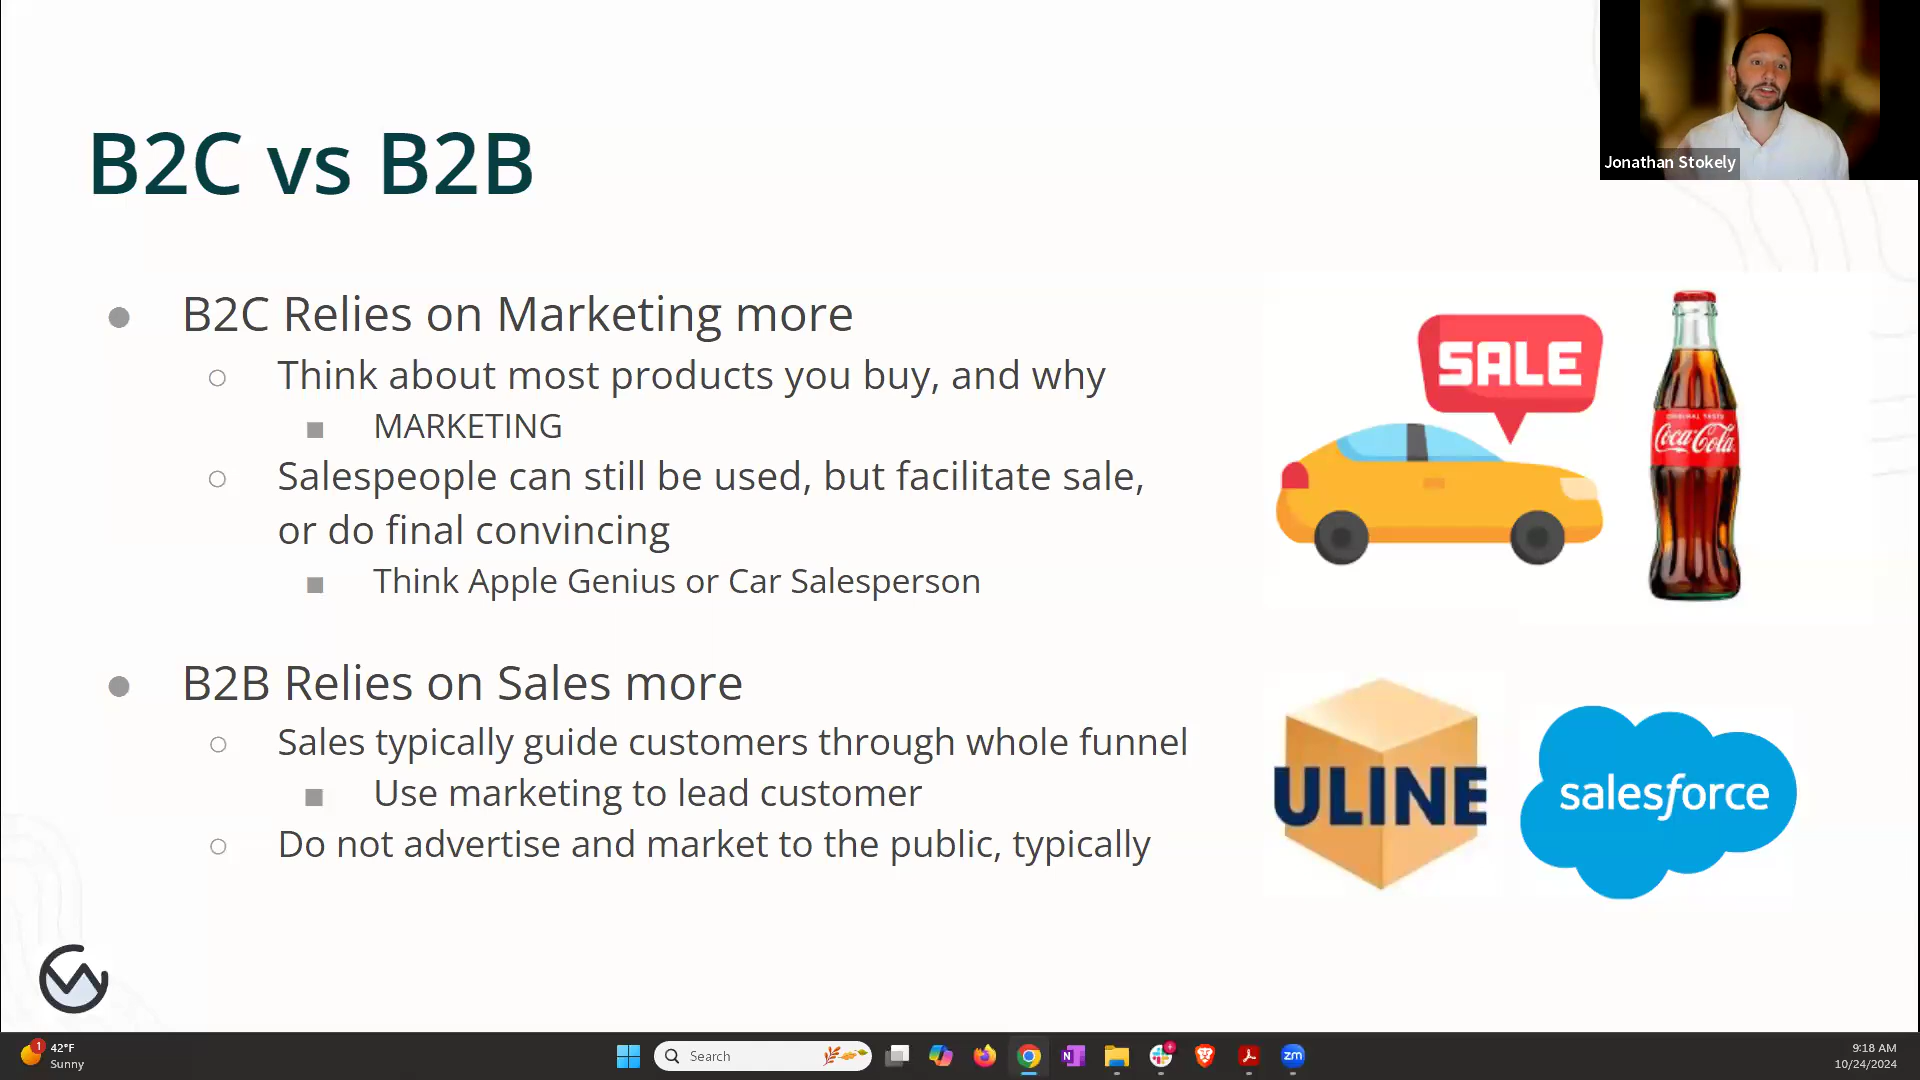 Jonathan Stokely
B2C vs B2B
B2C Relies on Marketing more
Think about most products you buy, and why
MARKETING
Salespeople can still be used, but facilitate sale,
or do final convincing
Think Apple Genius or Car Salesperson
SALE
ORIGINAL TASTE
Coca-Cola
B2B Relies on Sales more
Sales typically guide customers through whole funnel
Use marketing to lead customer
Do not advertise and market to the public, typically
ULINE
salesforce
1
42°F
Sunny
Search
N
zm
9:18 AM
10/24/2024